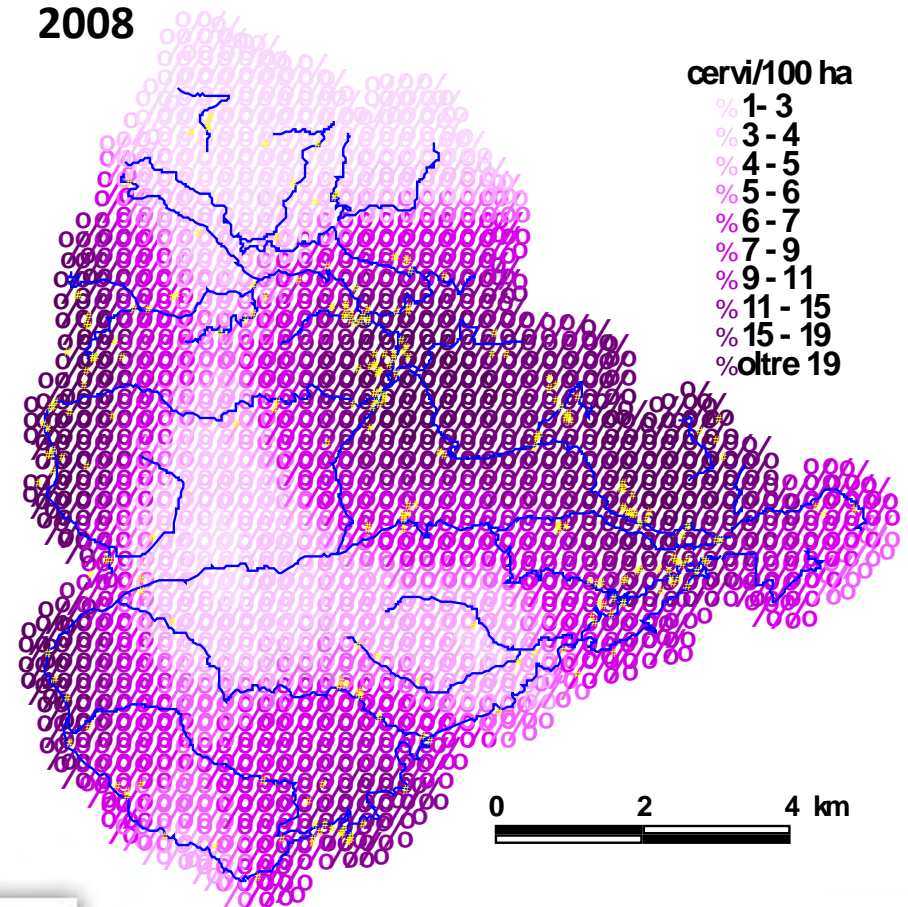 2008
cervi/100 ha
% 1- 3
% 3 - 4
% 4 - 5
% 5 - 6
% 6 - 7
% 7 - 9
% 9 - 11
% 11 - 15
% 15 - 19
% oltre 19
0 2 4 km